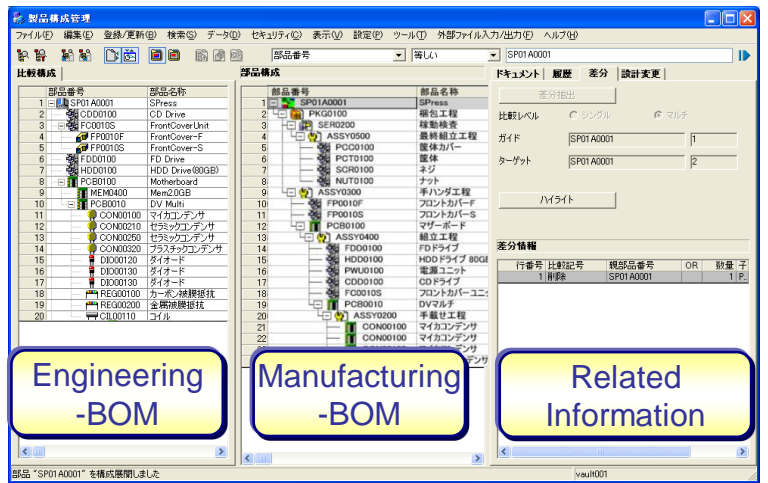 製品構成管理
ファイル(F) 編集(E) 登録/更新(B) 検索(S) データ(D) セキュリティ(C) 表示(V) 設定(P) ツール(T) 外部ファイル入力/出力(E) ヘルプ(H)
部品番号 等しい SP01A0001
比較構成
部品番号 部品名称
1 SP01A0001 SPress
2 CDD0100 CD Drive
3 FC0010S FrontCoverUnit
4 FP0010F FrontCover-F
5 FP0010S FrontCover-S
6 FDD0100 FD Drive
7 HDD0100 HDD Drive(80GB)
8 PCB0100 Motherboard
9 MEM0400 Mem2.0GB
10 PCB0010 DV Multi
11 CON00100 マイカコンデンサ
12 CON00210 セラミックコンデンサ
13 CON00250 セラミックコンデンサ
14 CON00320 プラスチックコンデンサ
15 DIO00120 ダイオード
16 DIO00130 ダイオード
17 DIO00130 ダイオード
18 REG00100 カーボン被膜抵抗
19 REG00200 金属被膜抵抗
20 CIL00110 コイル
Engineering
-BOM
部品構成
部品番号 部品名称
1 SP01A0001 SPress
2 PKG0100 梱包工程
3 SER0200 稼動検査
4 ASSY0500 最終組立工程
5 PCC0100 筐体カバー
6 PCT0100 筐体
7 SCR0100 ネジ
8 NUT0100 ナット
9 ASSY0300 手ハンダ工程
10 FP0010F フロントカバーF
11 FP0010S フロントカバーS
12 PCB0100 マザーボード
13 ASSY0400 組立工程
14 FDD0100 FDドライブ
15 HDD0100 HDDドライブ 80GB
16 PWU0100 電源ユニット
17 CDD0100 CDドライブ
18 FC0010S フロントカバーユニ
19 PCB0010 DVマルチ
20 ASSY0200 手載せ工程
21 CON00100 マイカコンデンサ
22 CON00100 マイカコンデンサ
Manufacturing
-BOM
ドキュメント 履歴 差分 設計変更
差分抽出
比較レベル シングル マルチ
ガイド SP01A0001 1
ターゲット SP01A0001 2
ハイライト
差分情報
行番号 比較記号 親部品番号 OR 数量 子
1 削除 SP01A0001 1 P.
Related
Information
部品 "SP01A0001" を構成展開しました vault001